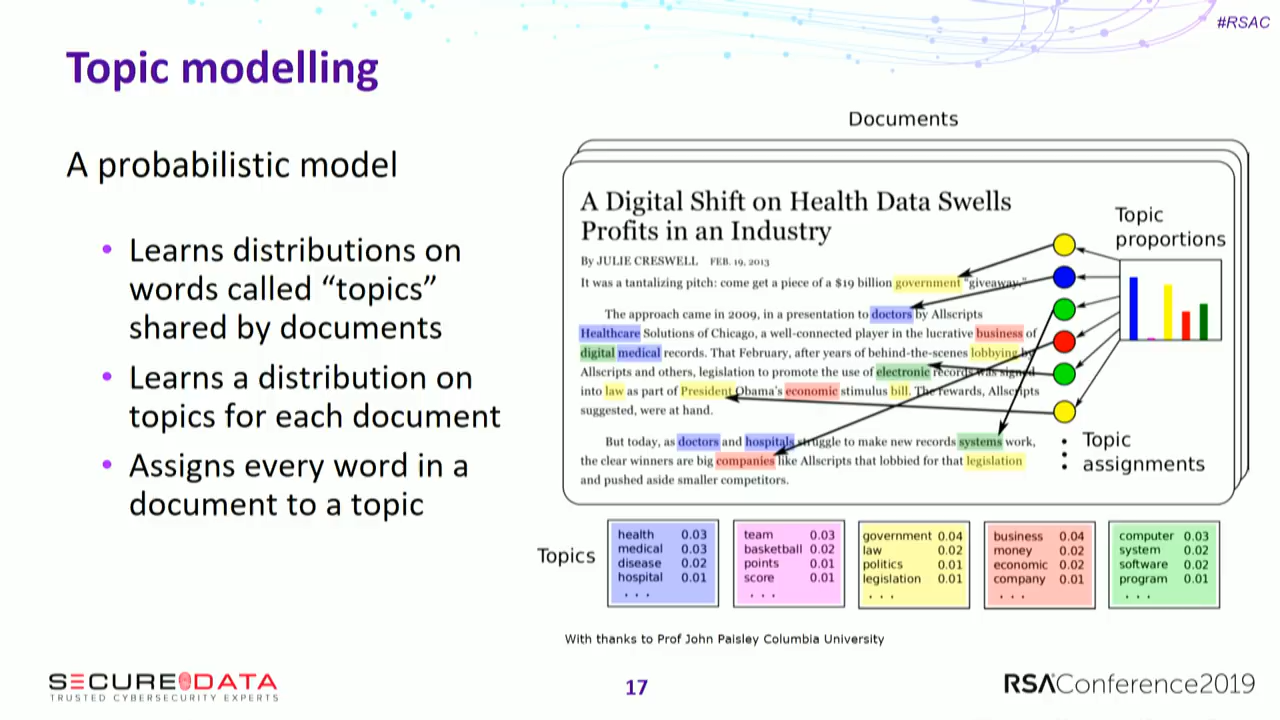 #RSAC
Topic modelling
A probabilistic model
• Learns distributions on
words called “topics”
shared by documents
• Learns a distribution on
topics for each document
• Assigns every word in a
document to a topic
Documents
A Digital Shift on Health Data Swells
Profits in an Industry
By JULIE CRESWELL FEB. 19, 2013
It was a tantalizing pitch: come get a piece of a $19 billion government “giveaway.”
The approach came in 2009, in a presentation to doctors by Allscripts
Healthcare Solutions of Chicago, a well-connected player in the lucrative business of
digital medical records. That February, after years of behind-the-scenes lobbying by
Allscripts and others, legislation to promote the use of electronic records was signed
into law as part of President Obama’s economic stimulus bill. The rewards, Allscripts
suggested, were at hand.
But today, as doctors and hospitals struggle to make new records systems work,
the clear winners are big companies like Allscripts that lobbied for that legislation
and pushed aside smaller competitors.
Topic
proportions
Topic
assignments
Topics
health 0.03
medical 0.03
disease 0.02
hospital 0.01
. . .
team 0.03
basketball 0.02
points 0.01
score 0.01
. . .
government 0.04
law 0.02
politics 0.01
legislation 0.01
. . .
business 0.04
money 0.02
economic 0.02
company 0.01
. . .
computer 0.03
system 0.02
software 0.02
program 0.01
. . .
With thanks to Prof John Paisley Columbia University
SECUREDATA
TRUSTED CYBERSECURITY EXPERTS
17
RSAConference2019